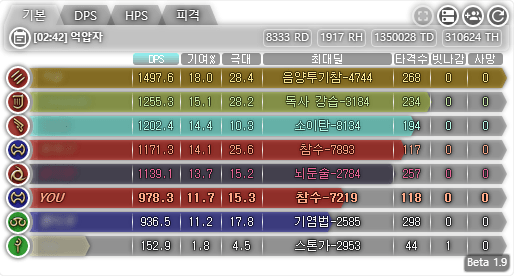 기본 DPS HPS 피격
[02:42] 억압자 8333 RD 1917 RH 1350028 TD 310624 TH
DPS 기여% 극대 최대딜 타격수 빗나감 사망
1497.6 18.0 28.4 음양투기참-4744 268 0 0
1255.3 15.1 28.2 독사 강습-3184 234 0 0
1202.4 14.4 10.3 소이탄-8134 194 0 0
1171.3 14.1 25.6 참수-7893 117 0 0
1139.1 13.7 15.2 뇌둔술-2784 257 0 0
YOU 978.3 11.7 15.3 참수-7219 118 0 0
936.5 11.2 17.8 기염법-2585 298 0 0
152.9 1.8 4.5 스톤가-2953 44 1 0
Beta 1.9